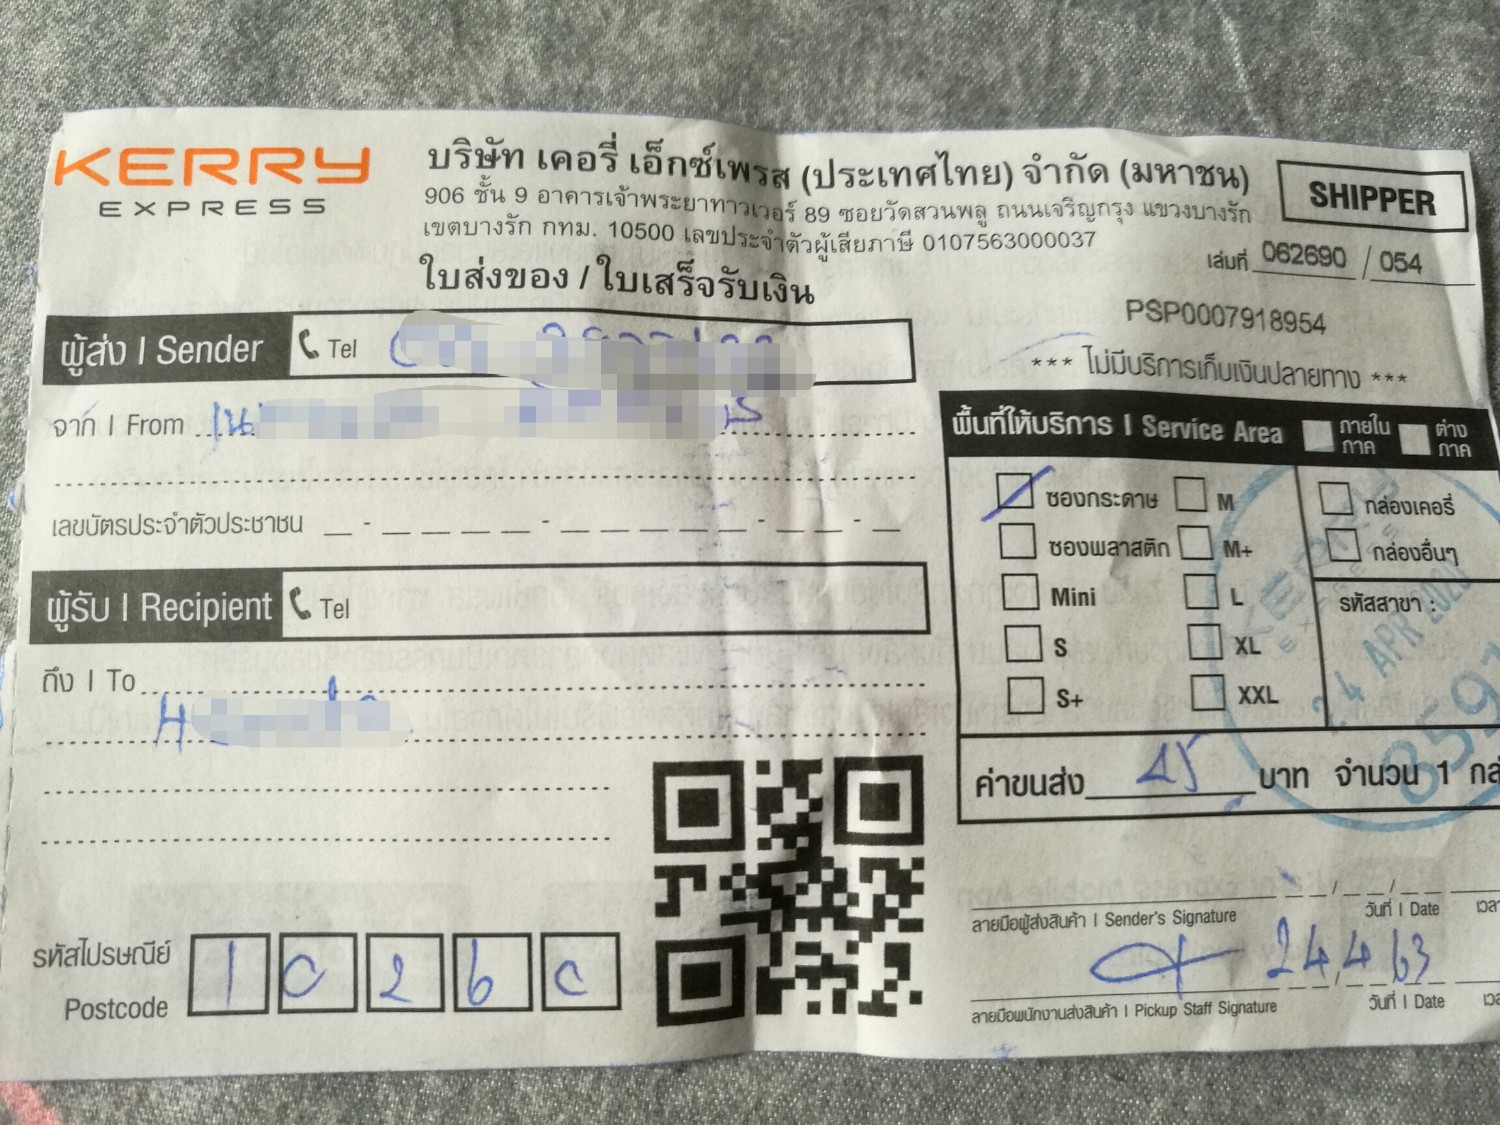 KERRY
EXPRESS
บริษัท เคอรี่ เอ็กซ์เพรส (ประเทศไทย) จำกัด (มหาชน)
906 ชั้น 9 อาคารเจ้าพระยาทาวเวอร์ 89 ซอยวัดสวนพลู ถนนเจริญกรุง แขวงบางรัก
เขตบางรัก กทม. 10500 เลขประจำตัวผู้เสียภาษี 0107563000037
ใบส่งของ / ใบเสร็จรับเงิน
SHIPPER
เล่มที่ 062690 / 054
PSP0007918954
*** ไม่มีบริการเก็บเงินปลายทาง ***
ผู้ส่ง | Sender Tel
จาก | From
เลขบัตรประจำตัวประชาชน
ผู้รับ | Recipient Tel
ถึง | To
รหัสไปรษณีย์ 10260
Postcode
พื้นที่ให้บริการ | Service Area ภายในภาค ต่างภาค
ซองกระดาษ M กล่องเคอรี่
ซองพลาสติก M+ กล่องอื่นๆ
Mini L รหัสสาขา :
S XL
S+ XXL
KERRY
EXPRESS
24 APR 2020
ค่าขนส่ง 45 บาท จำนวน 1
ลายมือผู้ส่งสินค้า | Sender's Signature วันที่ | Date
24 4 63
ลายมือพนักงานส่งสินค้า | Pickup Staff Signature วันที่ | Date